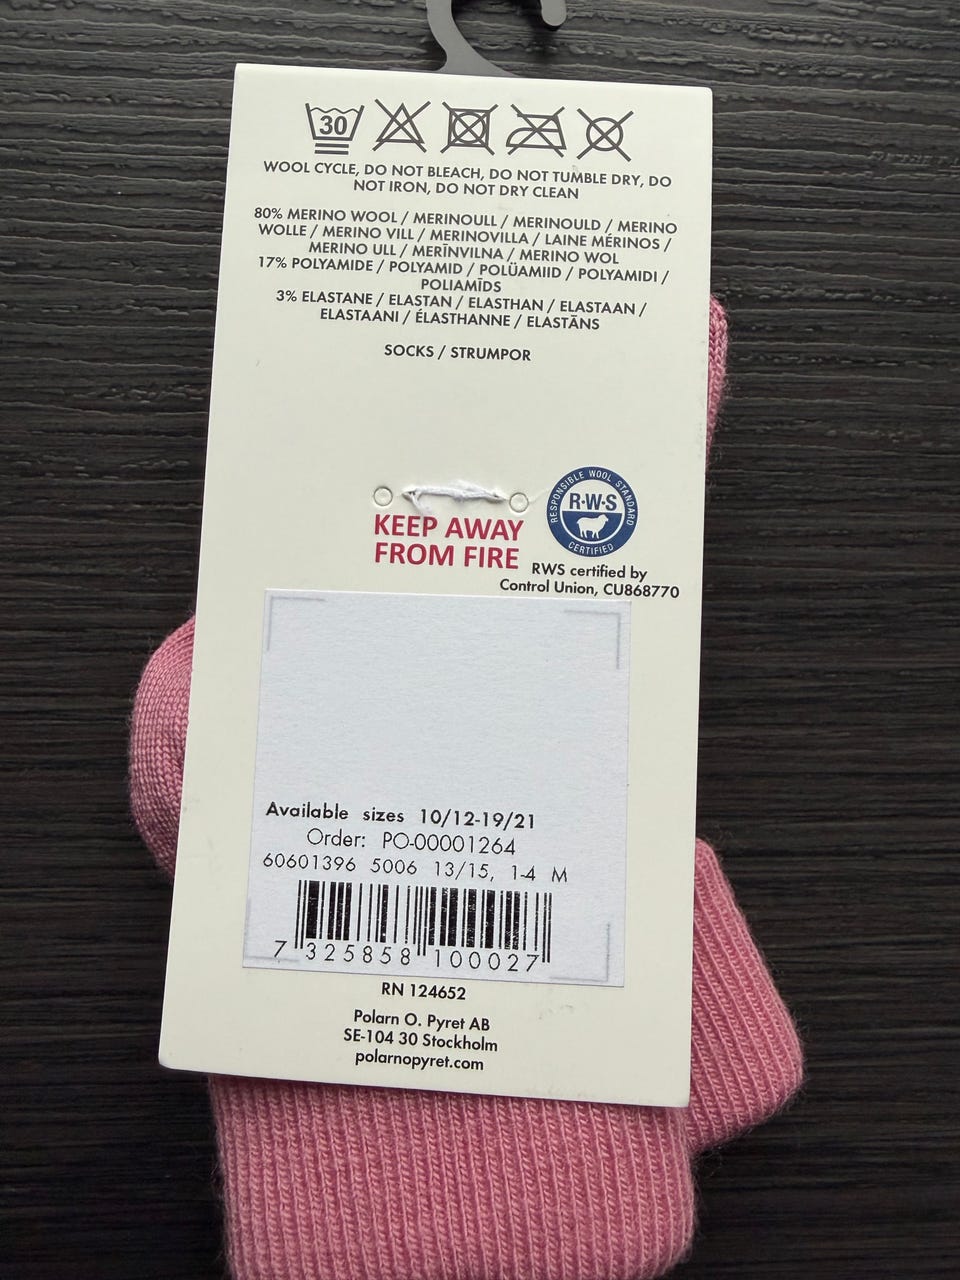 30
WOOL CYCLE, DO NOT BLEACH, DO NOT TUMBLE DRY, DO
NOT IRON, DO NOT DRY CLEAN
80% MERINO WOOL / MERINOULL / MERINOULD / MERINO
WOLLE / MERINO VILL / MERINOVILLA / LAINE MÉRINOS /
MERINO ULL / MERĪNVILNA / MERINO WOL
17% POLYAMIDE / POLYAMID / POLÜAMIID / POLYAMIDI /
POLIAMĪDS
3% ELASTANE / ELASTAN / ELASTHAN / ELASTAAN /
ELASTAANI / ÉLASTHANNE / ELASTĀNS
SOCKS / STRUMPOR
RESPONSIBLE WOOL STANDARD
R·W·S
CERTIFIED
KEEP AWAY
FROM FIRE
RWS certified by
Control Union, CU868770
Available sizes 10/12-19/21
Order: PO-00001264
60601396 5006 13/15, 1-4 M
7 325858 100027
RN 124652
Polarn O. Pyret AB
SE-104 30 Stockholm
polarnopyret.com